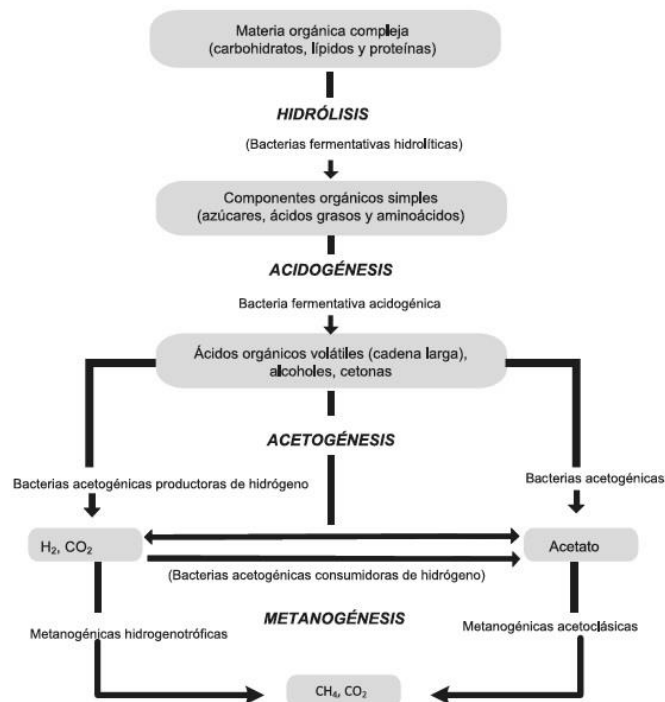 Materia orgánica compleja
(carbohidratos, lípidos y proteínas)
HIDRÓLISIS
(Bacterias fermentativas hidrolíticas)
Componentes orgánicos simples
(azúcares, ácidos grasos y aminoácidos)
ACIDOGÉNESIS
Bacteria fermentativa acidogénica
Ácidos orgánicos volátiles (cadena larga),
alcoholes, cetonas
ACETOGÉNESIS
Bacterias acetogénicas productoras de hidrógeno
Bacterias acetogénicas
H₂, CO₂
Acetato
(Bacterias acetogénicas consumidoras de hidrógeno)
METANOGÉNESIS
Metanogénicas hidrogenotróficas
Metanogénicas acetoclásicas
CH₄, CO₂